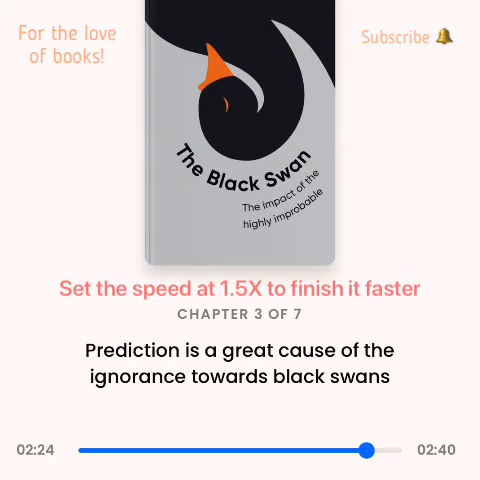 For the love
of books!
Subscribe 🔔
The Black Swan
The impact of the
highly improbable
Set the speed at 1.5X to finish it faster
CHAPTER 3 OF 7
Prediction is a great cause of the
ignorance towards black swans
02:24
02:40